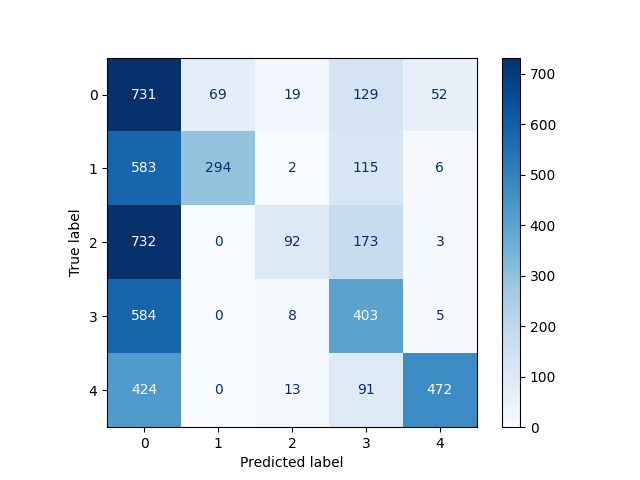 0 731 69 19 129 52
1 583 294 2 115 6
2 732 0 92 173 3
3 584 0 8 403 5
4 424 0 13 91 472
0 1 2 3 4
Predicted label
True label
700
600
500
400
300
200
100
0